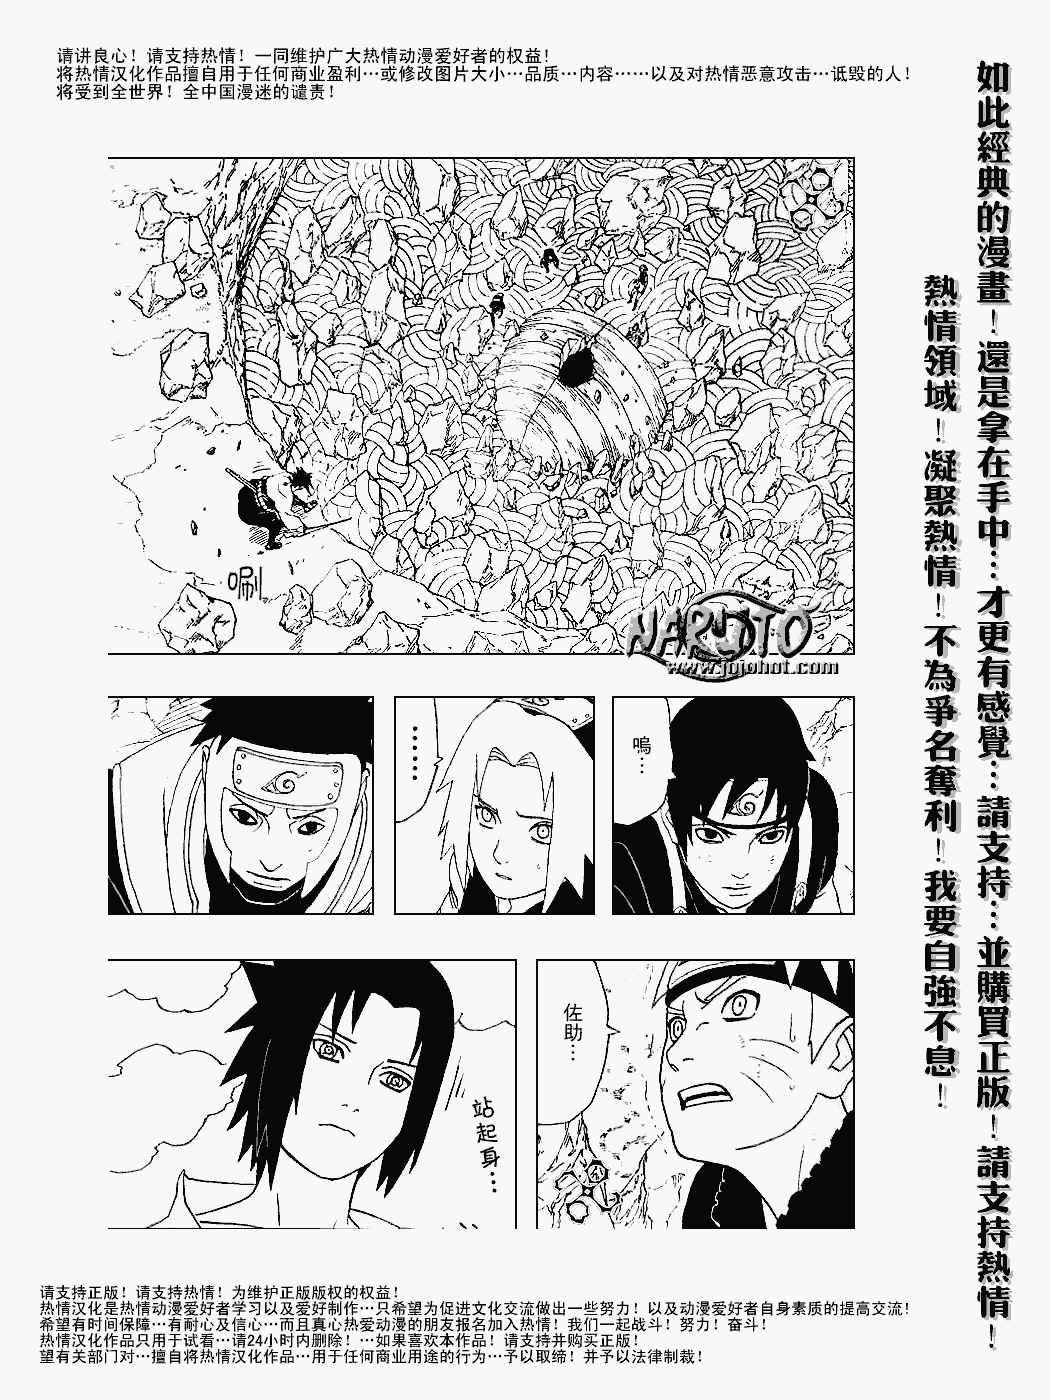 请讲良心！请支持热情！一同维护广大热情动漫爱好者的权益！
将热情汉化作品擅自用于任何商业盈利…或修改图片大小…品质…内容……以及对热情恶意攻击…诋毁的人！
将受到全世界！全中国漫迷的谴责！
如此經典的漫畫！還是拿在手中…才更有感覺…請支持…並購買正版！請支持熱情！
熱情領域！凝聚熱情！不為爭名奪利！我要自強不息！
唰
NARUTO
www.jojohot.com
嗚…
……
佐助…
站起身…
请支持正版！请支持热情！为维护正版版权的权益！
热情汉化是热情动漫爱好者学习以及爱好制作…只希望为促进文化交流做出一些努力！以及动漫爱好者自身素质的提高交流！
希望有时间保障…有耐心及信心…而且真心热爱动漫的朋友报名加入热情！我们一起战斗！努力！奋斗！
热情汉化作品只用于试看…请24小时内删除！…如果喜欢本作品！请支持并购买正版！
望有关部门对…擅自将热情汉化作品…用于任何商业用途的行为…予以取缔！并予以法律制裁！